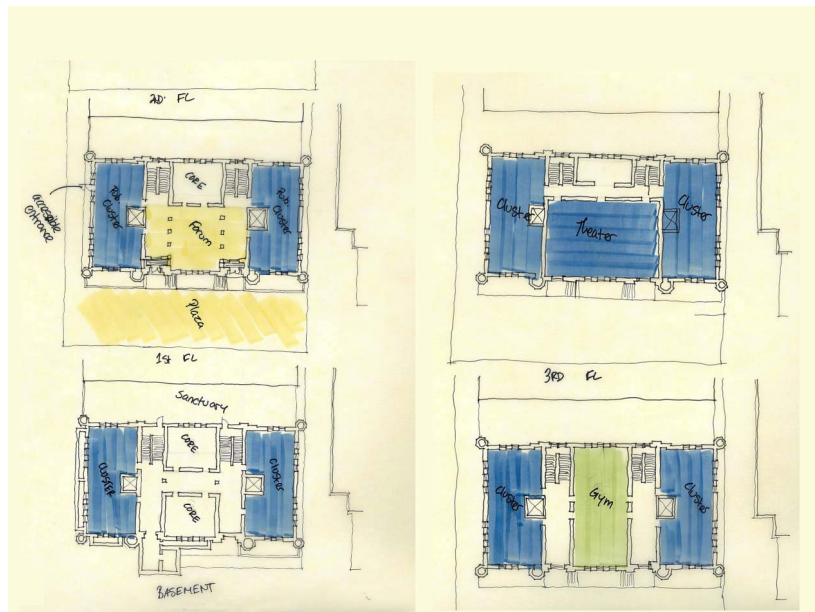 2D FL
CORE
Pub. Cluster
Forum
Pub. Cluster
accessible entrance
Plaza
1st FL
Sanctuary
CORE
CLUSTER
CORE
Cluster
BASEMENT
Cluster
Theater
Cluster
3RD FL
Cluster
Gym
Cluster